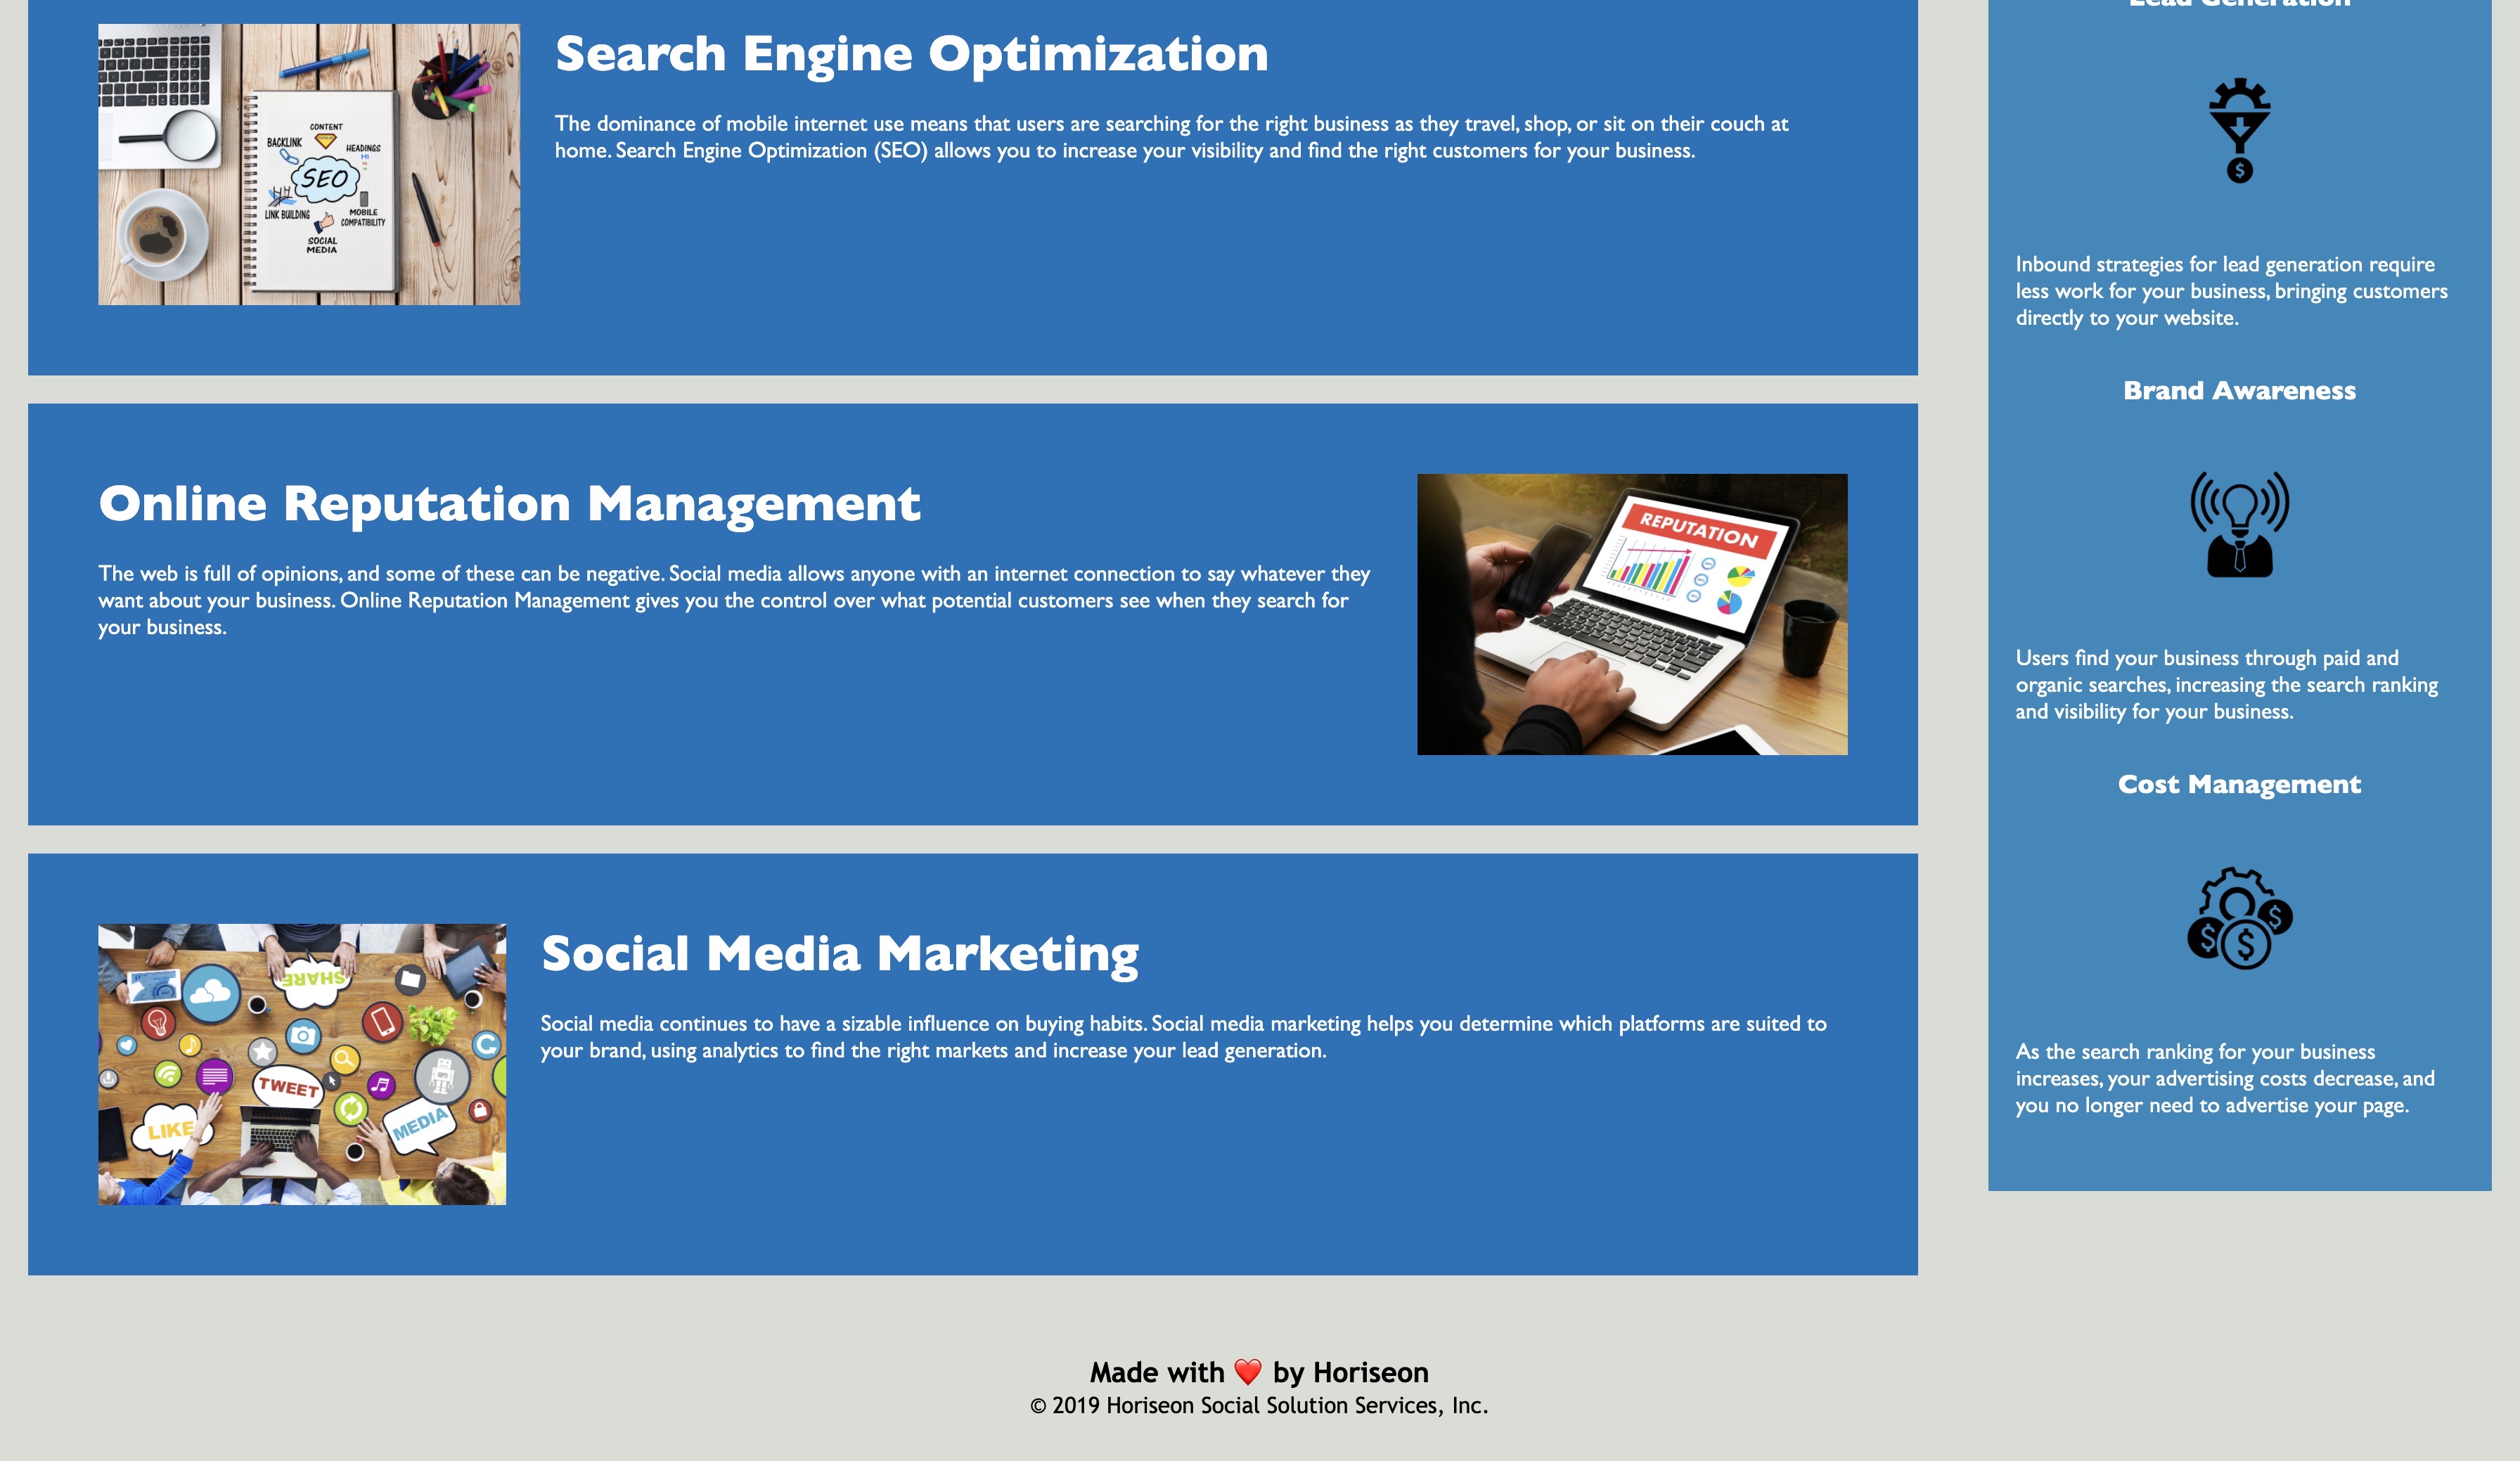 Search Engine Optimization
The dominance of mobile internet use means that users are searching for the right business as they travel, shop, or sit on their couch at
home. Search Engine Optimization (SEO) allows you to increase your visibility and find the right customers for your business.
CONTENT
BACKLINK
HEADINGS
H1
SEO
LINK BUILDING
MOBILE
COMPATIBILITY
SOCIAL
MEDIA
Online Reputation Management
The web is full of opinions, and some of these can be negative. Social media allows anyone with an internet connection to say whatever they
want about your business. Online Reputation Management gives you the control over what potential customers see when they search for
your business.
REPUTATION
Social Media Marketing
Social media continues to have a sizable influence on buying habits. Social media marketing helps you determine which platforms are suited to
your brand, using analytics to find the right markets and increase your lead generation.
SHARE
TWEET
LIKE
MEDIA
Lead Generation
$
Inbound strategies for lead generation require
less work for your business, bringing customers
directly to your website.
Brand Awareness
Users find your business through paid and
organic searches, increasing the search ranking
and visibility for your business.
Cost Management
$
$
$
As the search ranking for your business
increases, your advertising costs decrease, and
you no longer need to advertise your page.
Made with ❤️ by Horiseon
© 2019 Horiseon Social Solution Services, Inc.